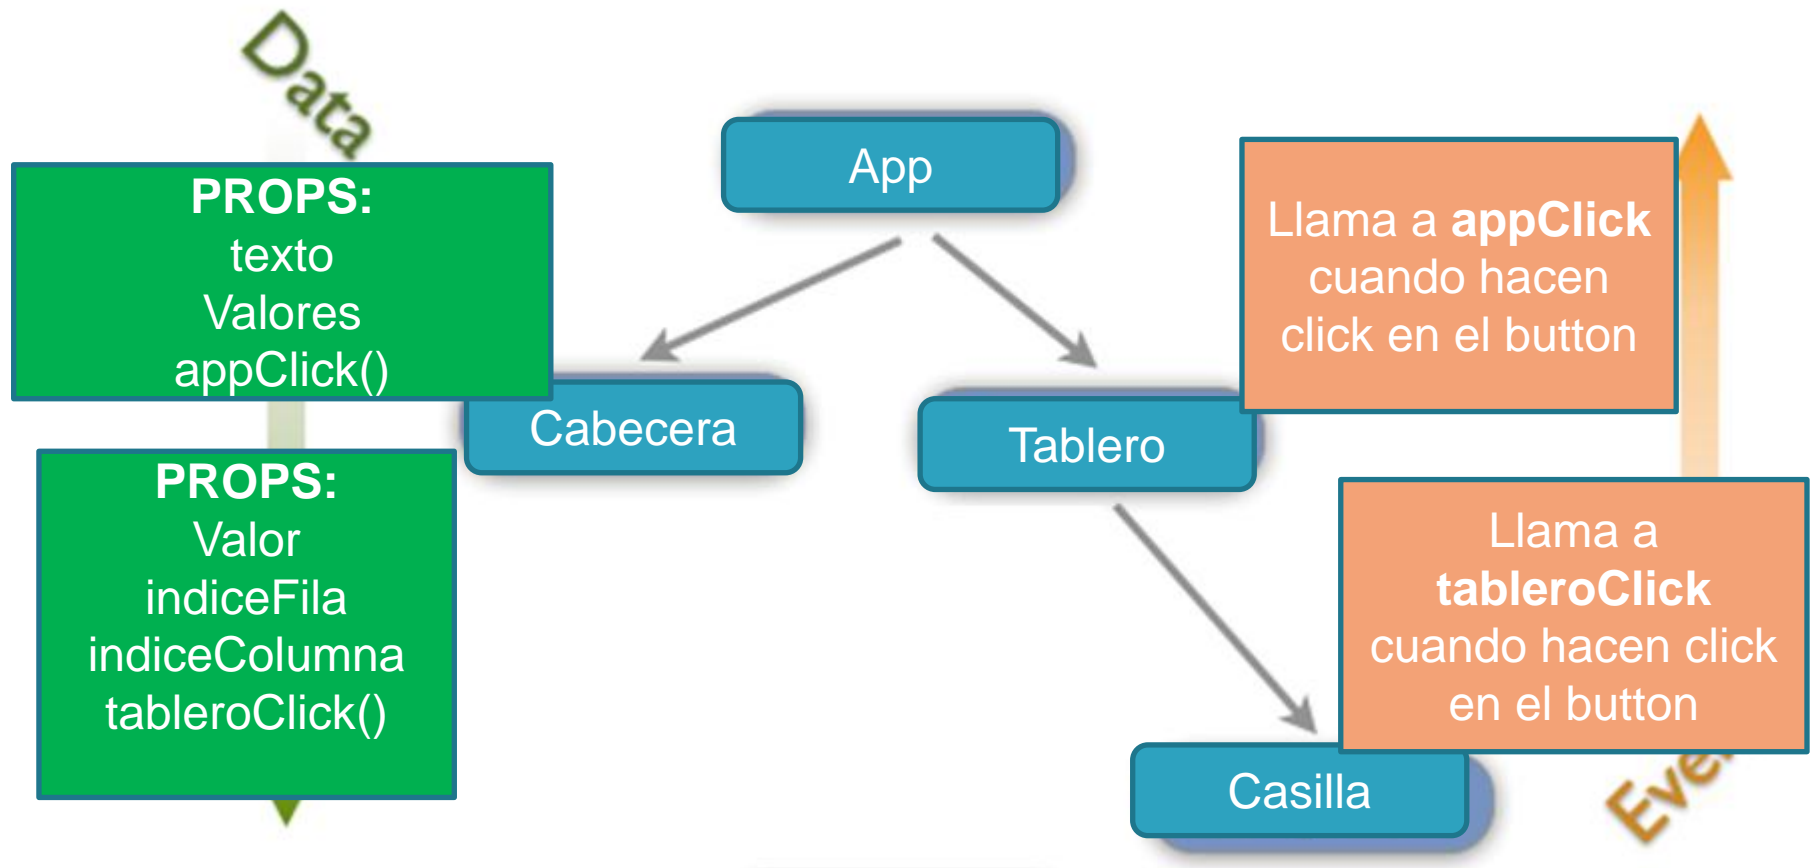 Data
App
PROPS:
texto
Valores
appClick()
Llama a appClick
cuando hacen
click en el button
Cabecera
Tablero
PROPS:
Valor
indiceFila
indiceColumna
tableroClick()
Llama a
tableroClick
cuando hacen click
en el button
Casilla